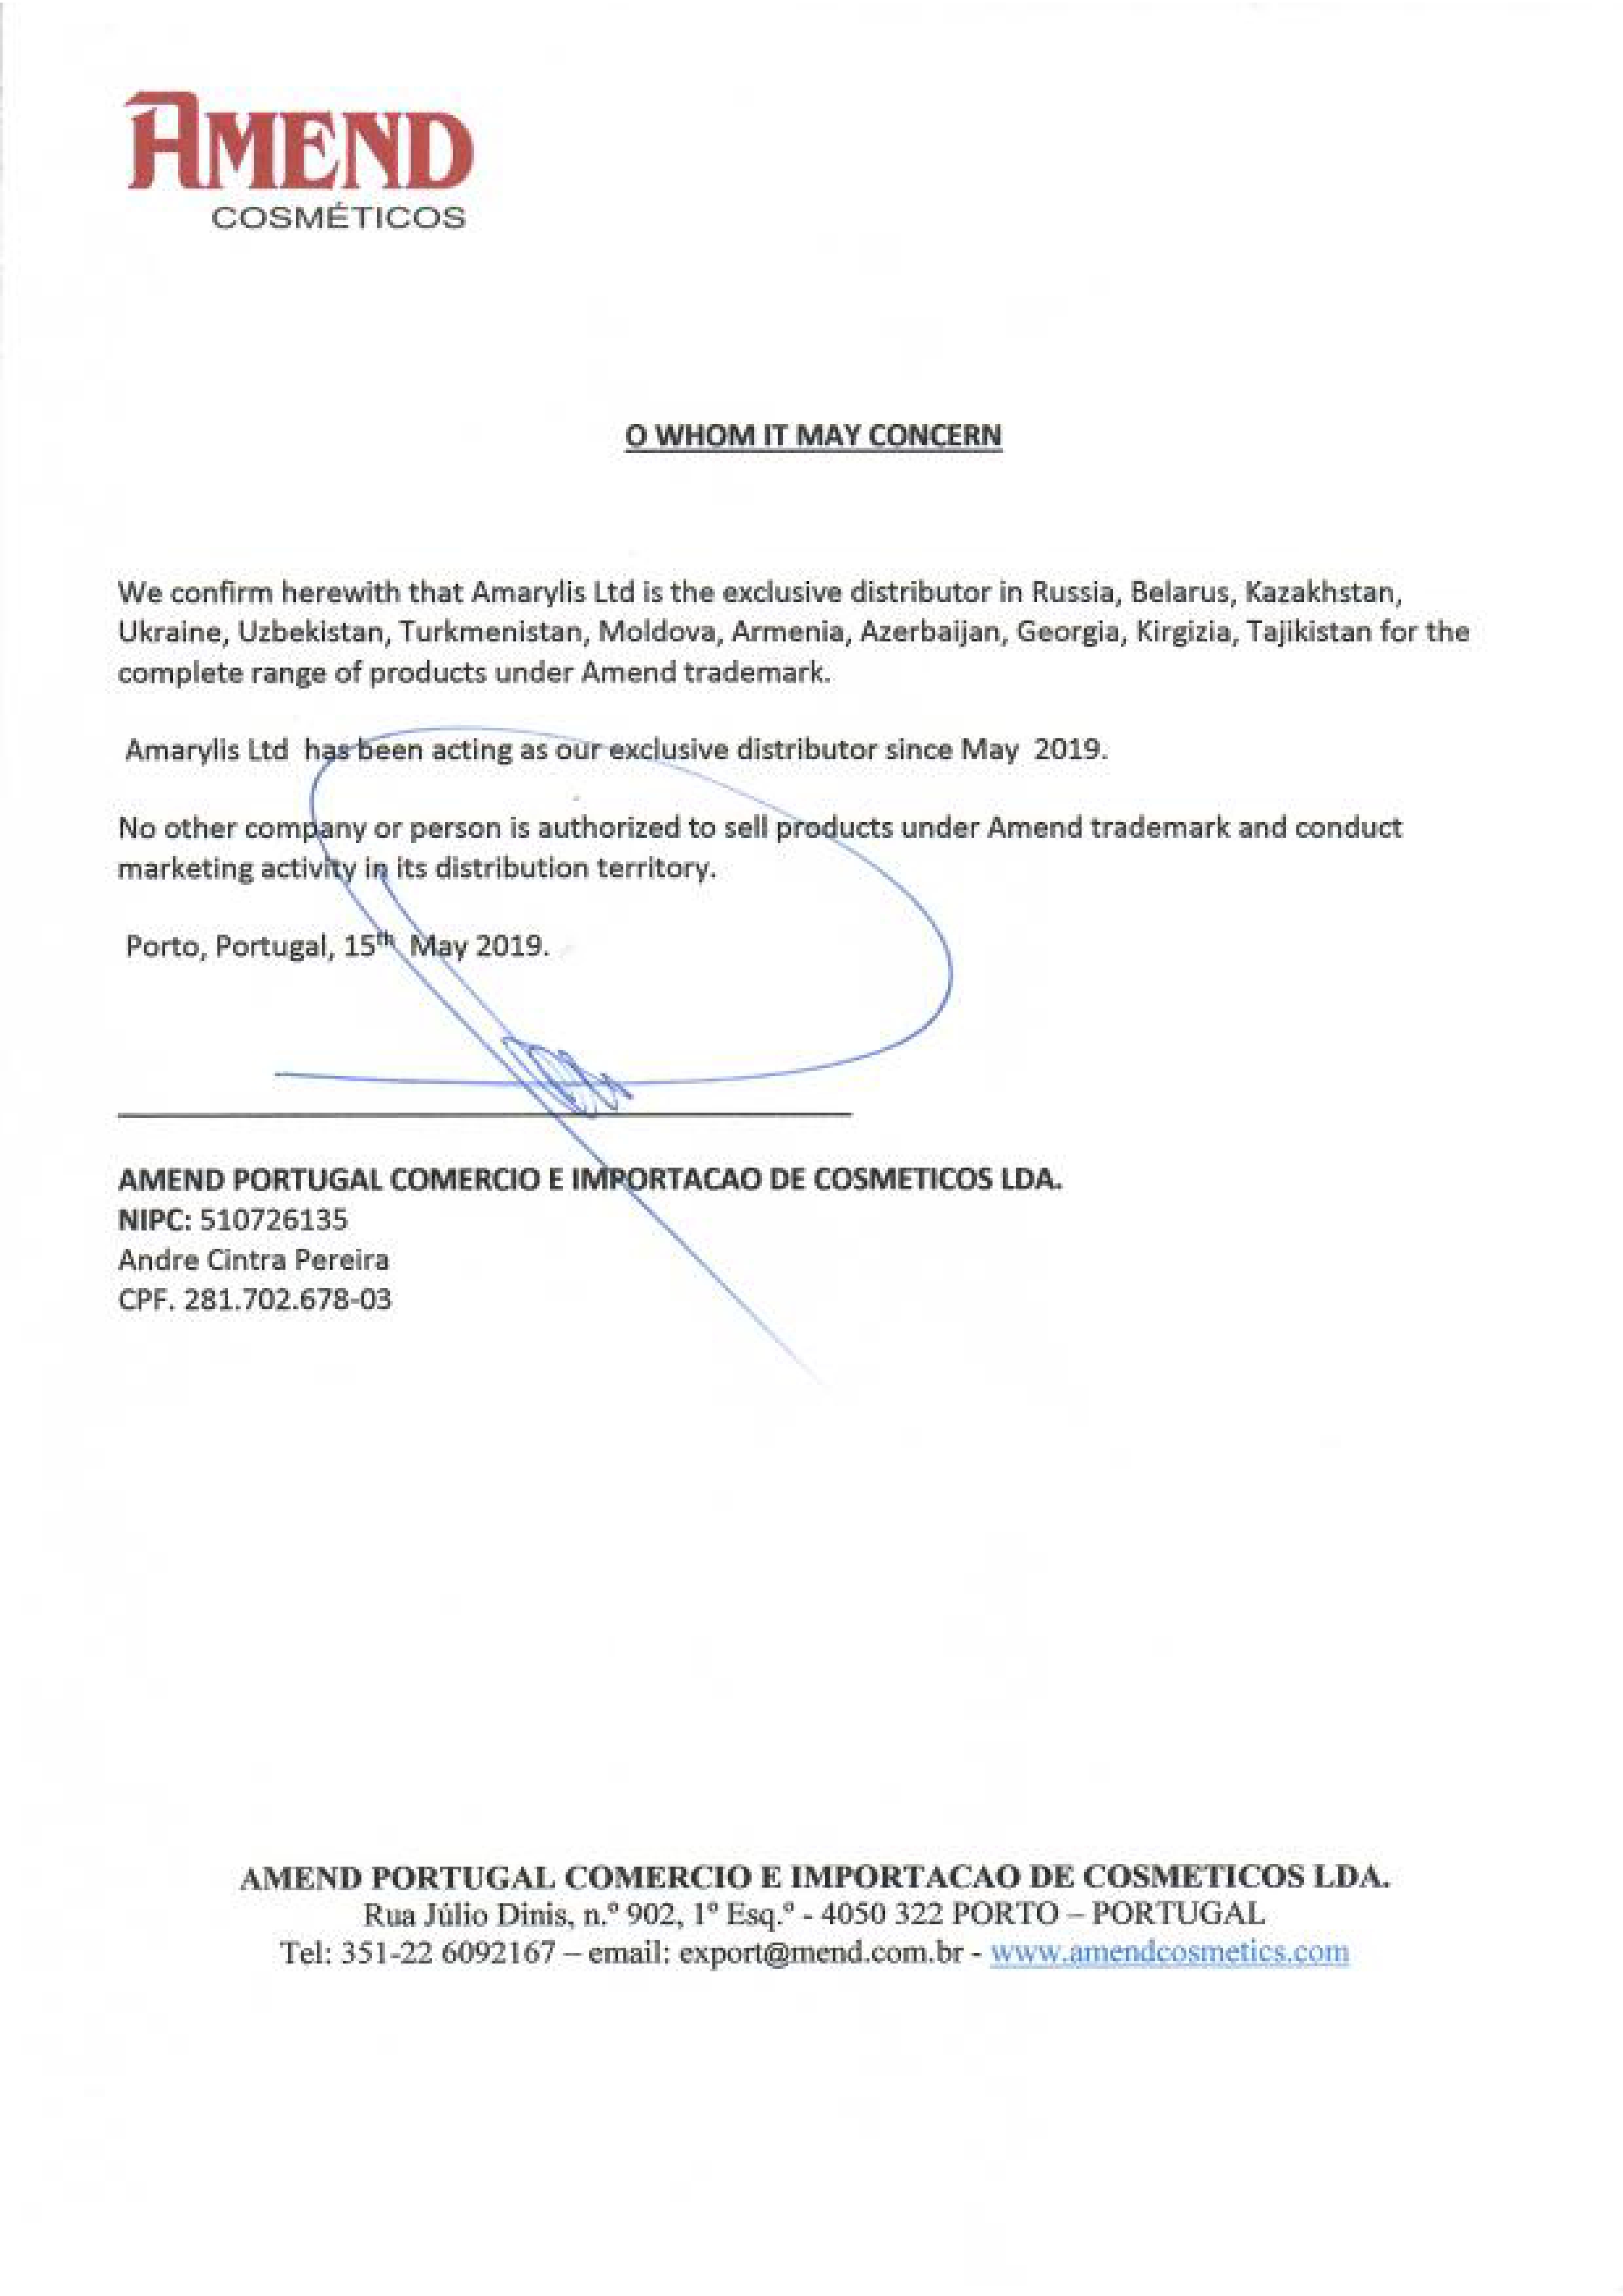 AMEND
COSMÉTICOS
O WHOM IT MAY CONCERN
We confirm herewith that Amarylis Ltd is the exclusive distributor in Russia, Belarus, Kazakhstan,
Ukraine, Uzbekistan, Turkmenistan, Moldova, Armenia, Azerbaijan, Georgia, Kirgizia, Tajikistan for the
complete range of products under Amend trademark.
Amarylis Ltd has been acting as our exclusive distributor since May 2019.
No other company or person is authorized to sell products under Amend trademark and conduct
marketing activity in its distribution territory.
Porto, Portugal, 15th May 2019.
AMEND PORTUGAL COMERCIO E IMPORTACAO DE COSMETICOS LDA.
NIPC: 510726135
Andre Cintra Pereira
CPF. 281.702.678-03
AMEND PORTUGAL COMERCIO E IMPORTACAO DE COSMETICOS LDA.
Rua Júlio Dinis, n.º 902, 1º Esq.º - 4050 322 PORTO – PORTUGAL
Tel: 351-22 6092167 – email: export@mend.com.br - www.amendcosmetics.com